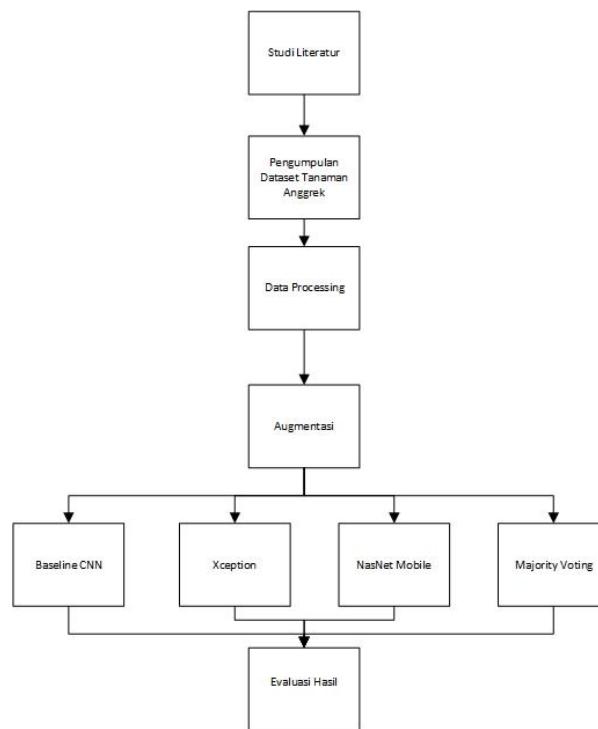 Studi Literatur
Pengumpulan
Dataset Tanaman
Anggrek
Data Processing
Augmentasi
Baseline CNN
Xception
NasNet Mobile
Majority Voting
Evaluasi Hasil